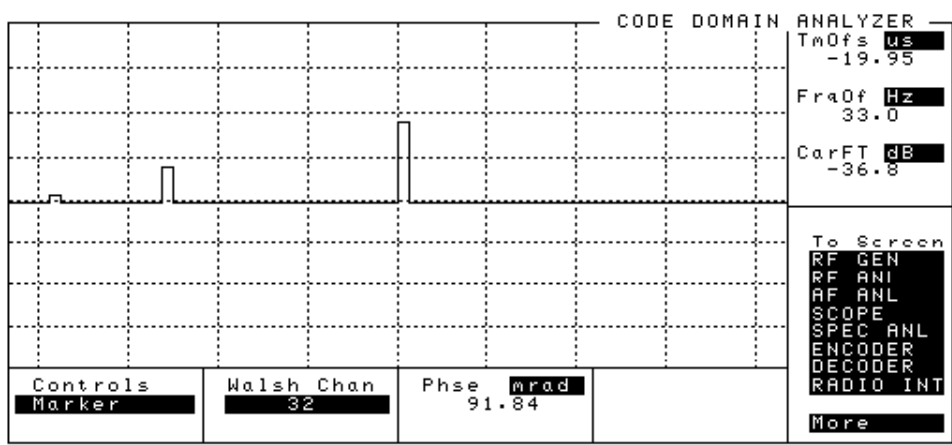 CODE DOMAIN ANALYZER
TmOfs us
-19.95
FrqOf Hz
33.0
CarFT dB
-36.8
To Screen
RF GEN
RF ANL
AF ANL
SCOPE
SPEC ANL
ENCODER
DECODER
RADIO INT
More
Controls
Marker
Walsh Chan
32
Phse mrad
91.84